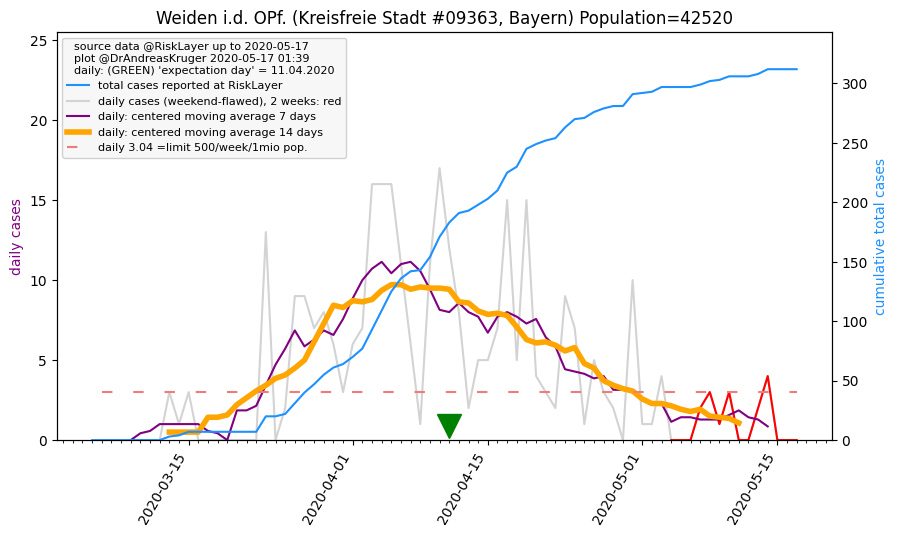 Weiden i.d. OPf. (Kreisfreie Stadt #09363, Bayern) Population=42520
source data @RiskLayer up to 2020-05-17
plot @DrAndreasKruger 2020-05-17 01:39
daily: (GREEN) 'expectation day' = 11.04.2020
total cases reported at RiskLayer
daily cases (weekend-flawed), 2 weeks: red
daily: centered moving average 7 days
daily: centered moving average 14 days
daily 3.04 =limit 500/week/1mio pop.
daily cases
25
20
15
10
5
0
300
250
200
150
100
50
0
cumulative total cases
2020-03-15
2020-04-01
2020-04-15
2020-05-01
2020-05-15